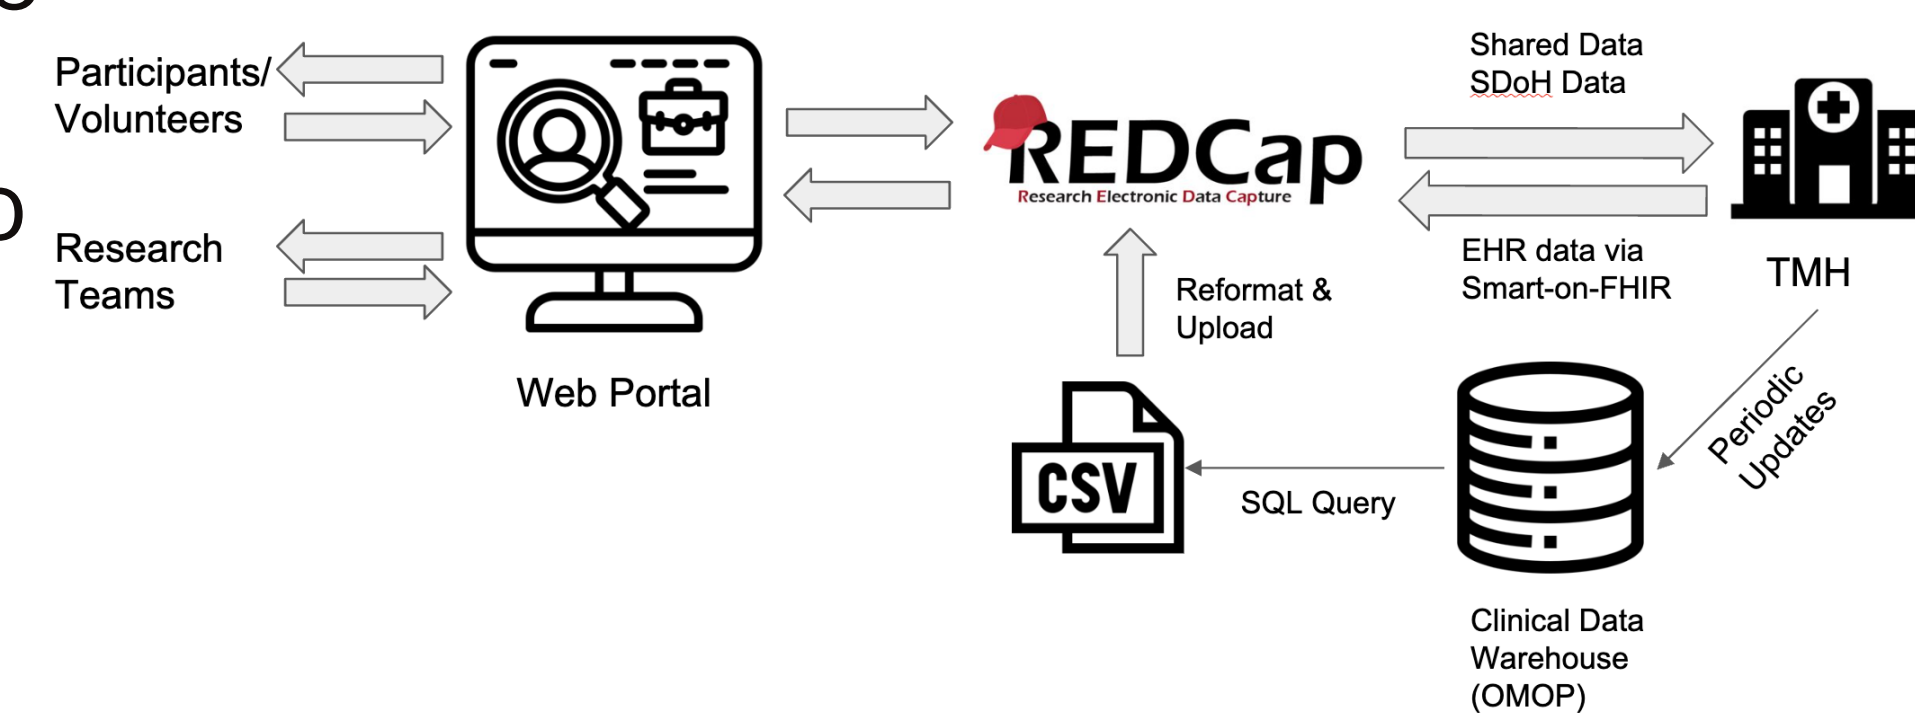 Participants/
Volunteers
Research
Teams
Web Portal
REDCap
Research Electronic Data Capture
Shared Data
SDoH Data
EHR data via
Smart-on-FHIR
TMH
Reformat &
Upload
Periodic
Updates
CSV
SQL Query
Clinical Data
Warehouse
(OMOP)